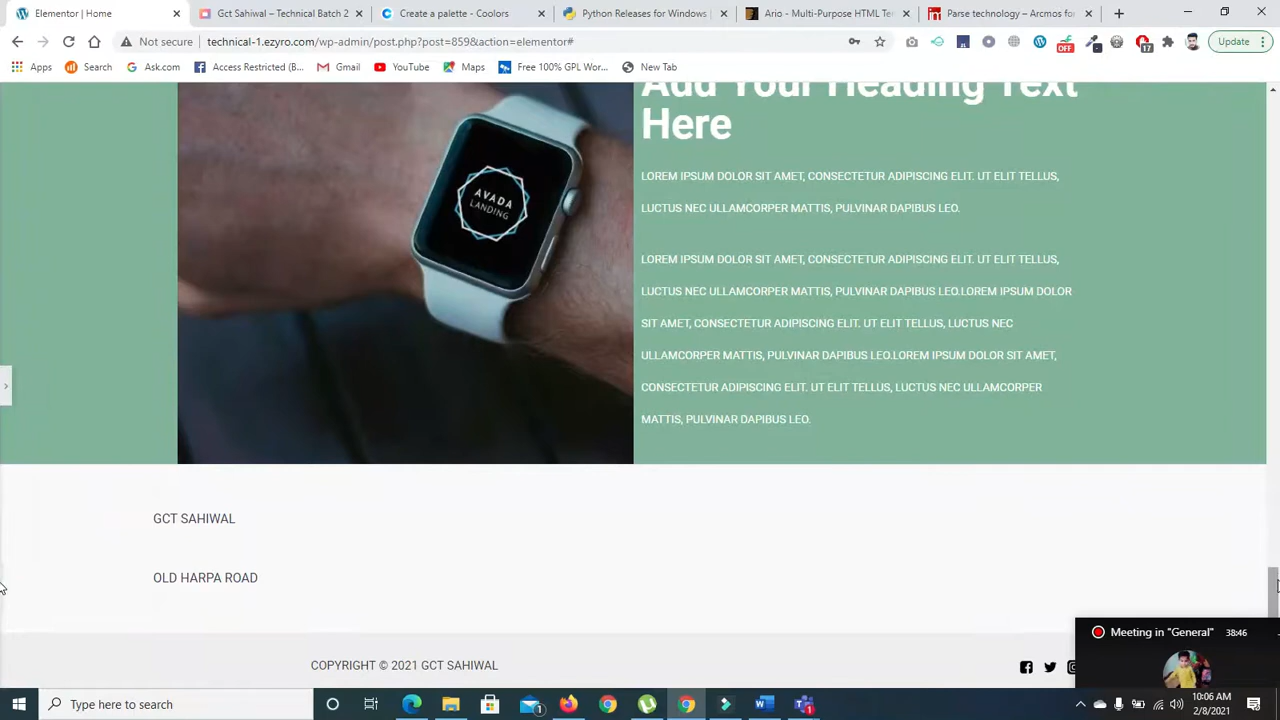 Elementor | Home
GCT Sahiwal – Technical Batch 2
Create a palette - Coolors
Python Releases for Windows
Ario - Multi-Purpose HTML Te
Technology – Armos for
Not secure
technical-1.ezyro.com/wp-admin/post.php?post=859&action=elementor#
OFF
17
Update
Apps
Search
Ask.com
Access Restricted (B...
Gmail
YouTube
Maps
Free 100% GPL Wor...
New Tab
Add Your Heading Text
Here
AVADA
LANDING
LOREM IPSUM DOLOR SIT AMET, CONSECTETUR ADIPISCING ELIT. UT ELIT TELLUS,
LUCTUS NEC ULLAMCORPER MATTIS, PULVINAR DAPIBUS LEO.
LOREM IPSUM DOLOR SIT AMET, CONSECTETUR ADIPISCING ELIT. UT ELIT TELLUS,
LUCTUS NEC ULLAMCORPER MATTIS, PULVINAR DAPIBUS LEO.LOREM IPSUM DOLOR
SIT AMET, CONSECTETUR ADIPISCING ELIT. UT ELIT TELLUS, LUCTUS NEC
ULLAMCORPER MATTIS, PULVINAR DAPIBUS LEO.LOREM IPSUM DOLOR SIT AMET,
CONSECTETUR ADIPISCING ELIT. UT ELIT TELLUS, LUCTUS NEC ULLAMCORPER
MATTIS, PULVINAR DAPIBUS LEO.
GCT SAHIWAL
OLD HARPA ROAD
COPYRIGHT © 2021 GCT SAHIWAL
Meeting in "General"
38:46
Type here to search
1
1
10:06 AM
2/8/2021